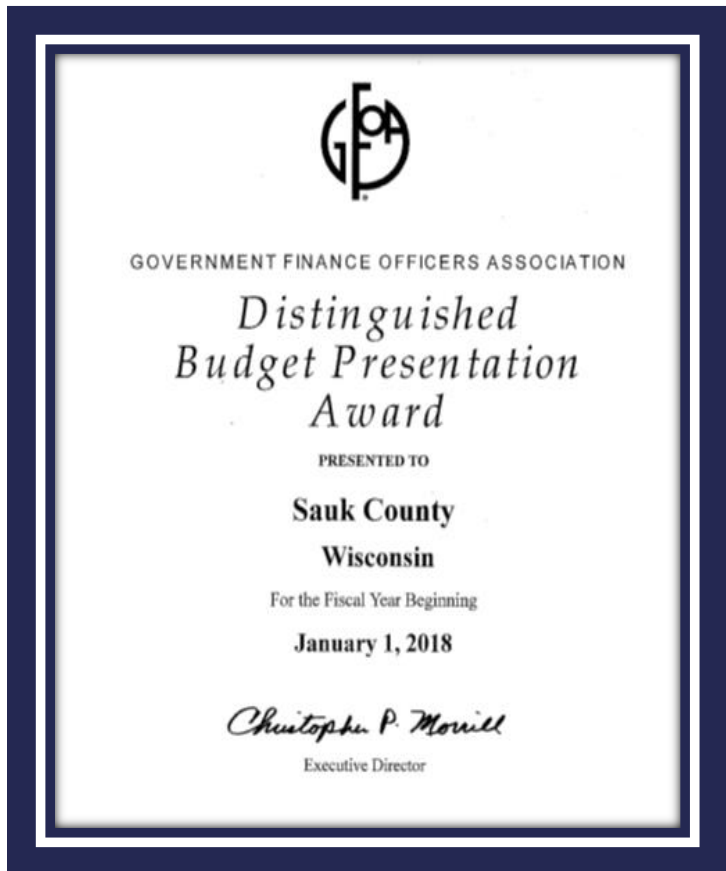 GFOA
GOVERNMENT FINANCE OFFICERS ASSOCIATION
Distinguished
Budget Presentation
Award
PRESENTED TO
Sauk County
Wisconsin
For the Fiscal Year Beginning
January 1, 2018
Christopher P. Morrill
Executive Director